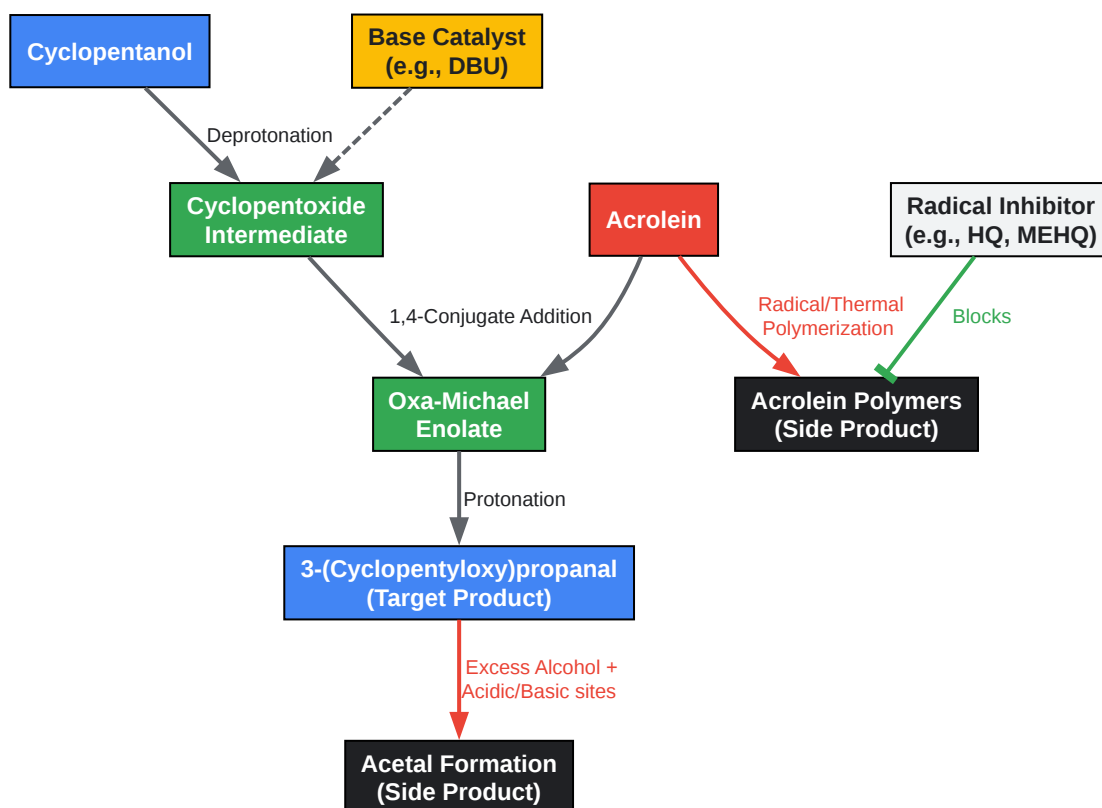 Cyclopentanol
Base Catalyst
(e.g., DBU)
Deprotonation
Cyclopentoxide
Intermediate
Acrolein
Radical Inhibitor
(e.g., HQ, MEHQ)
1,4-Conjugate Addition
Radical/Thermal
Polymerization
Blocks
Oxa-Michael
Enolate
Acrolein Polymers
(Side Product)
Protonation
3-(Cyclopentyloxy)propanal
(Target Product)
Excess Alcohol +
Acidic/Basic sites
Acetal Formation
(Side Product)